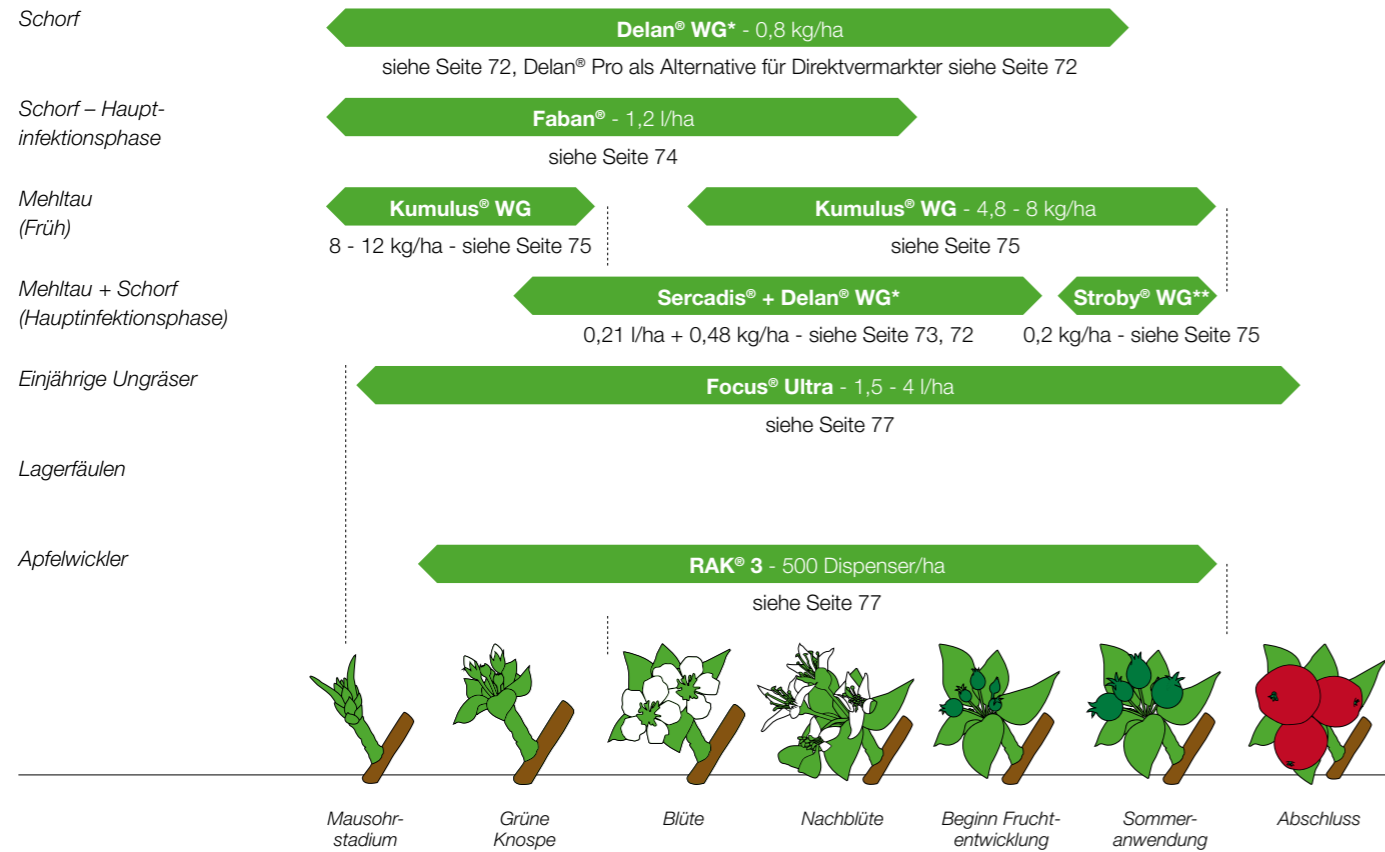 Schorf
Delan® WG* - 0,8 kg/ha
siehe Seite 72, Delan® Pro als Alternative für Direktvermarkter siehe Seite 72
Schorf – Haupt-
infektionsphase
Faban® - 1,2 l/ha
siehe Seite 74
Mehltau
(Früh)
Kumulus® WG
8 - 12 kg/ha - siehe Seite 75
Kumulus® WG - 4,8 - 8 kg/ha
siehe Seite 75
Mehltau + Schorf
(Hauptinfektionsphase)
Sercadis® + Delan® WG*
0,21 l/ha + 0,48 kg/ha - siehe Seite 73, 72
Stroby® WG**
0,2 kg/ha - siehe Seite 75
Einjährige Ungräser
Focus® Ultra - 1,5 - 4 l/ha
siehe Seite 77
Lagerfäulen
Apfelwickler
RAK® 3 - 500 Dispenser/ha
siehe Seite 77
Mausohr-
stadium
Grüne
Knospe
Blüte
Nachblüte
Beginn Frucht-
entwicklung
Sommer-
anwendung
Abschluss